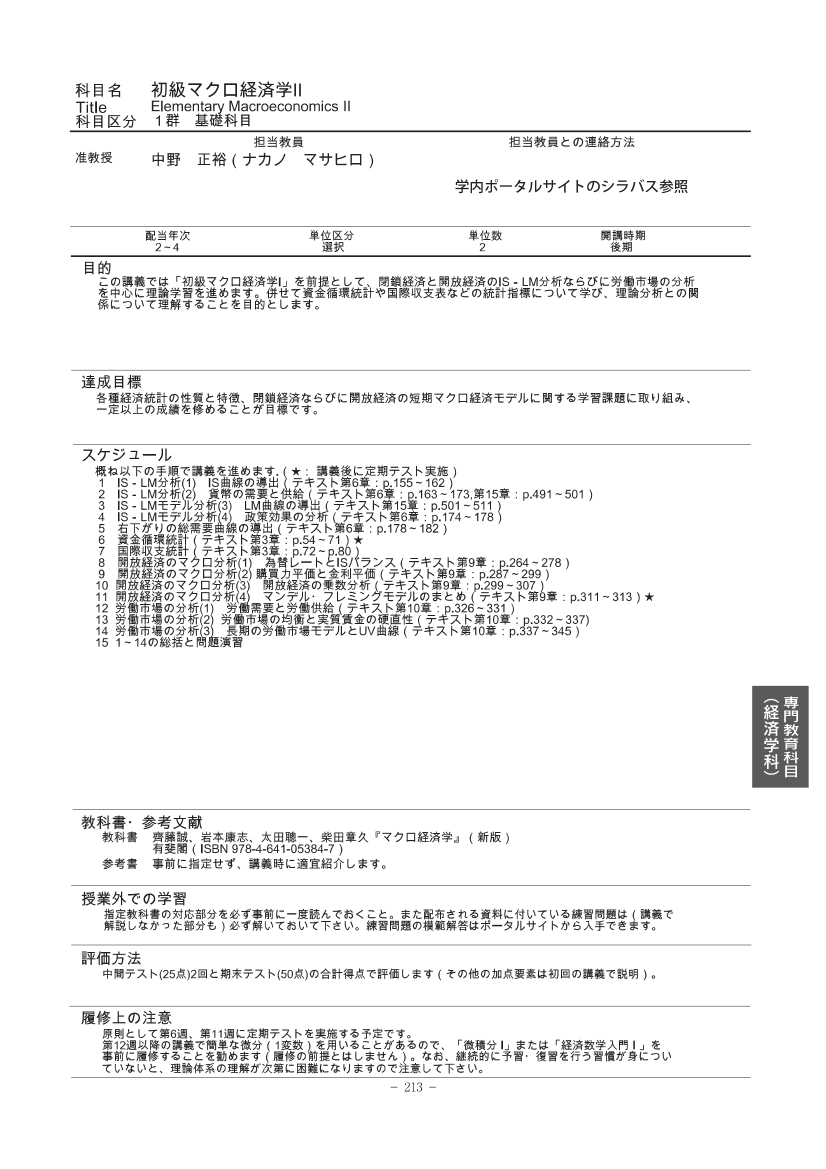 科目名 初級マクロ経済学II
Title Elementary Macroeconomics II
科目区分 １群 基礎科目
担当教員 担当教員との連絡方法
准教授 中野 正裕（ナカノ マサヒロ）
学内ポータルサイトのシラバス参照
配当年次 単位区分 単位数 開講時期
2～4 選択 2 後期
目的
この講義では「初級マクロ経済学I」を前提として、閉鎖経済と開放経済のIS - LM分析ならびに労働市場の分析
を中心に理論学習を進めます。併せて資金循環統計や国際収支表などの統計指標について学び、理論分析との関
係について理解することを目的とします。
達成目標
各種経済統計の性質と特徴、閉鎖経済ならびに開放経済の短期マクロ経済モデルに関する学習課題に取り組み、
一定以上の成績を修めることが目標です。
スケジュール
概ね以下の手順で講義を進めます.（★： 講義後に定期テスト実施）
1 IS - LM分析(1) IS曲線の導出（テキスト第6章：p.155～162）
2 IS - LM分析(2) 貨幣の需要と供給（テキスト第6章：p.163～173,第15章：p.491～501）
3 IS - LMモデル分析(3) LM曲線の導出（テキスト第15章：p.501～511）
4 IS - LMモデル分析(4) 政策効果の分析（テキスト第6章：p.174～178）
5 右下がりの総需要曲線の導出（テキスト第6章：p.178～182）
6 資金循環統計（テキスト第3章：p.54～71）★
7 国際収支統計（テキスト第3章：p.72～p.80）
8 開放経済のマクロ分析(1) 為替レートとISバランス（テキスト第9章：p.264～278）
9 開放経済のマクロ分析(2) 購買力平価と金利平価（テキスト第9章：p.287～299）
10 開放経済のマクロ分析(3) 開放経済の乗数分析（テキスト第9章：p.299～307）
11 開放経済のマクロ分析(4) マンデル・フレミングモデルのまとめ（テキスト第9章：p.311～313）★
12 労働市場の分析(1) 労働需要と労働供給（テキスト第10章：p.326～331）
13 労働市場の分析(2) 労働市場の均衡と実質賃金の硬直性（テキスト第10章：p.332～337)
14 労働市場の分析(3) 長期の労働市場モデルとUV曲線（テキスト第10章：p.337～345）
15 1～14の総括と問題演習
専門教育科目
（経済学科）
教科書・参考文献
教科書 齊藤誠、岩本康志、太田聰一、柴田章久『マクロ経済学』（新版）
有斐閣（ISBN 978-4-641-05384-7）
参考書 事前に指定せず、講義時に適宜紹介します。
授業外での学習
指定教科書の対応部分を必ず事前に一度読んでおくこと。また配布される資料に付いている練習問題は（講義で
解説しなかった部分も）必ず解いておいて下さい。練習問題の模範解答はポータルサイトから入手できます。
評価方法
中間テスト(25点)2回と期末テスト(50点)の合計得点で評価します（その他の加点要素は初回の講義で説明）。
履修上の注意
原則として第6週、第11週に定期テストを実施する予定です。
第12週以降の講義で簡単な微分（1変数）を用いることがあるので、「微積分Ⅰ」または「経済数学入門Ⅰ」を
事前に履修することを勧めます（履修の前提とはしません）。なお、継続的に予習・復習を行う習慣が身につい
ていないと、理論体系の理解が次第に困難になりますので注意して下さい。
－ 213 －